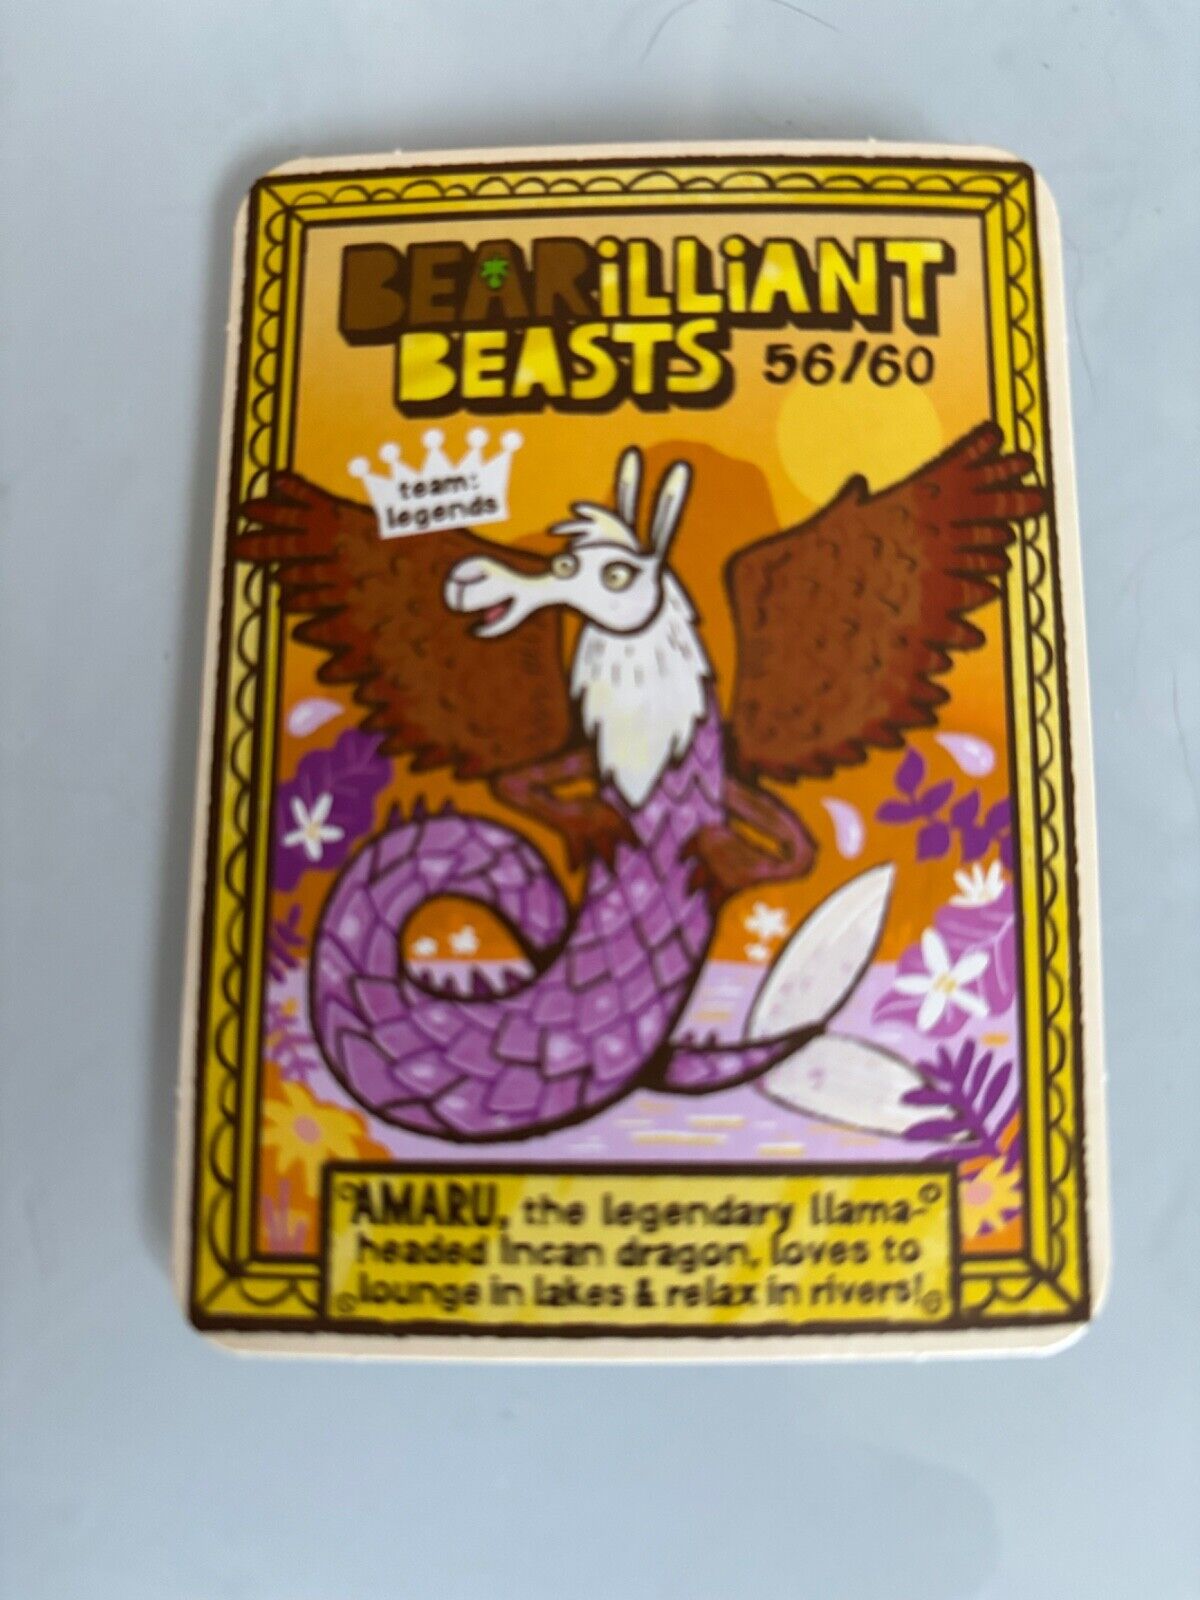 BEARiLLiANT
BEASTS 56/60
team:
legends
AMARU, the legendary llama-
headed Incan dragon, loves to
lounge in lakes & relax in rivers!